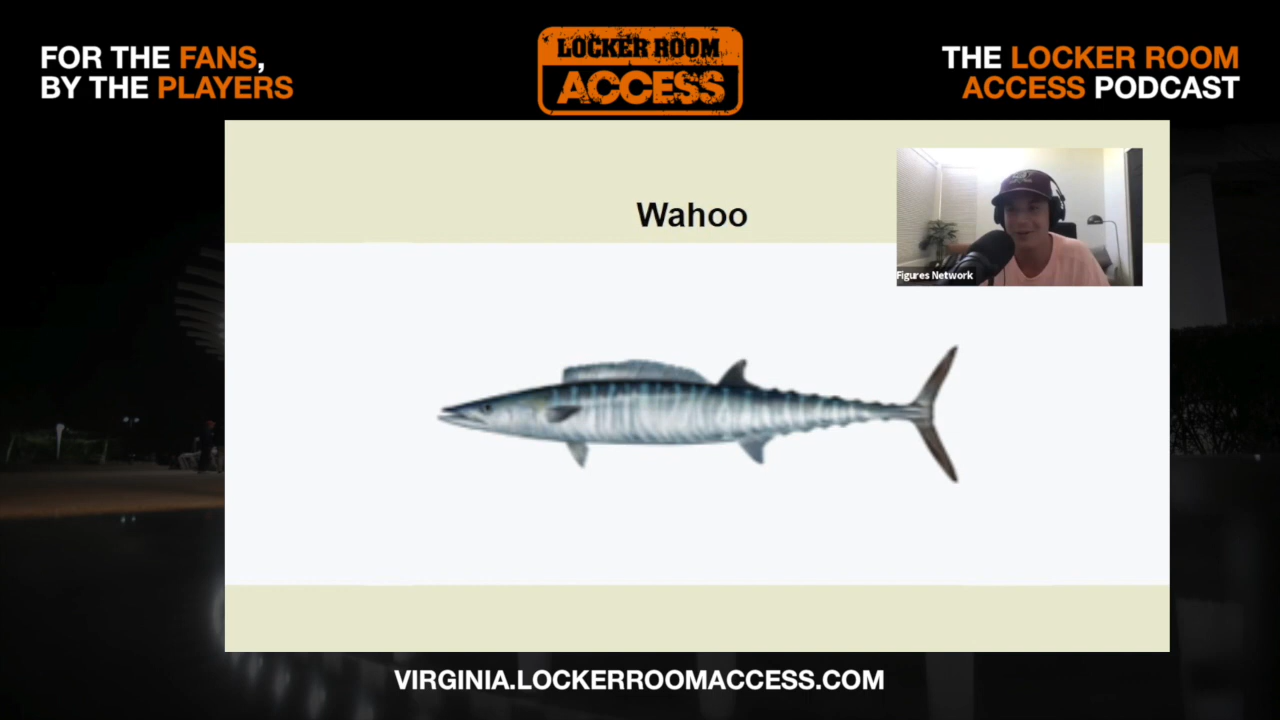 FOR THE FANS,
BY THE PLAYERS
LOCKER ROOM
ACCESS
THE LOCKER ROOM
ACCESS PODCAST
Wahoo
Figures Network
VIRGINIA.LOCKERROOMACCESS.COM